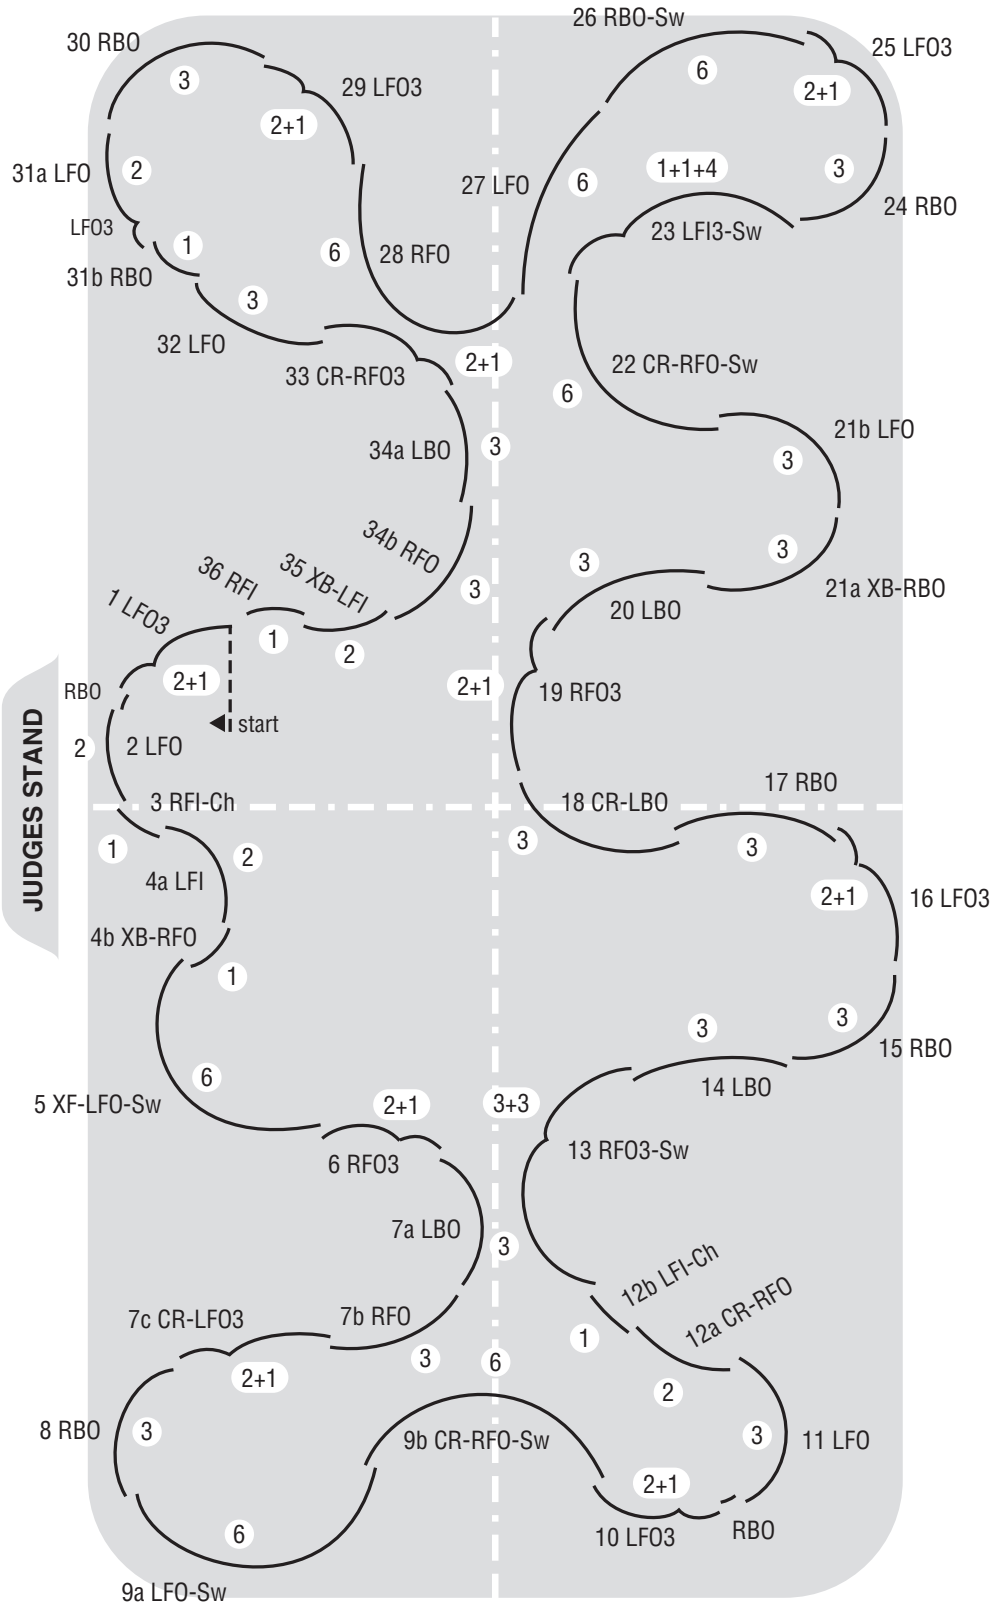 26 RBO-Sw
30 RBO
25 LFO3
3
6
29 LFO3
2+1
2+1
31a LFO
2
27 LFO
6
1+1+4
3
24 RBO
LFO3
1
23 LFI3-Sw
31b RBO
6
28 RFO
3
32 LFO
33 CR-RFO3
2+1
22 CR-RFO-Sw
6
21b LFO
34a LBO
3
3
34b RFO
3
3
36 RFI
35 XB-LFI
3
21a XB-RBO
1 LFO3
20 LBO
1
2
RBO
2+1
2+1
19 RFO3
start
JUDGES STAND
2
2 LFO
17 RBO
3 RFI-Ch
18 CR-LBO
1
2
3
3
4a LFI
2+1
16 LFO3
4b XB-RFO
1
3
3
15 RBO
6
14 LBO
5 XF-LFO-Sw
2+1
3+3
6 RFO3
13 RFO3-Sw
7a LBO
3
12b LFI-Ch
12a CR-RFO
7c CR-LFO3
7b RFO
1
3
6
2+1
2
8 RBO
3
9b CR-RFO-Sw
3
11 LFO
2+1
6
10 LFO3
RBO
9a LFO-Sw